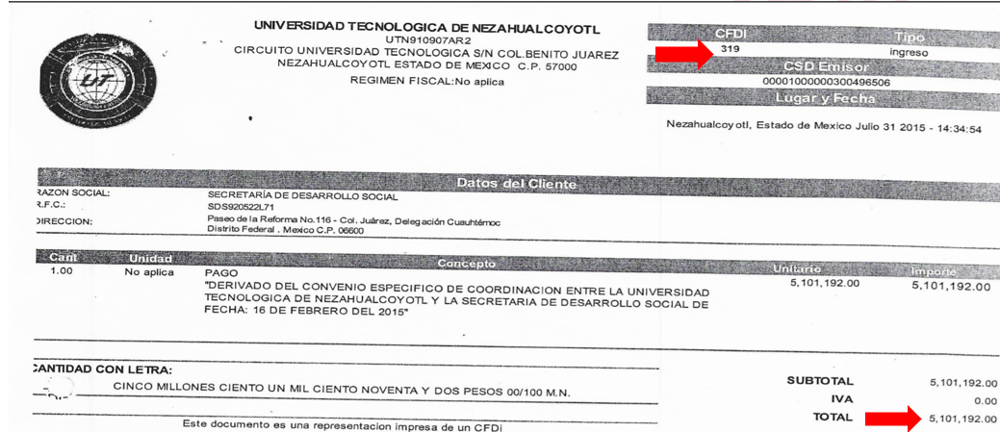 UNIVERSIDAD TECNOLOGICA DE NEZAHUALCOYOTL
UTN910907AR2
CIRCUITO UNIVERSIDAD TECNOLOGICA S/N COL.BENITO JUAREZ
NEZAHUALCOYOTL ESTADO DE MEXICO C.P. 57000
REGIMEN FISCAL:No aplica
CFDI Tipo
319 ingreso
CSD Emisor
00001000000300496506
Lugar y Fecha
Nezahualcoyotl, Estado de Mexico Julio 31 2015 - 14:34:54
UT
Datos del Cliente
RAZON SOCIAL: SECRETARÍA DE DESARROLLO SOCIAL
R.F.C.: SDS920522L71
DIRECCION: Paseo de la Reforma No.116 - Col. Juárez, Delegación Cuauhtémoc
Distrito Federal . Mexico C.P. 06600
Cant Unidad Concepto Unitario Importe
1.00 No aplica PAGO 5,101,192.00 5,101,192.00
"DERIVADO DEL CONVENIO ESPECIFICO DE COORDINACION ENTRE LA UNIVERSIDAD
TECNOLOGICA DE NEZAHUALCOYOTL Y LA SECRETARIA DE DESARROLLO SOCIAL DE
FECHA: 16 DE FEBRERO DEL 2015"
CANTIDAD CON LETRA:
CINCO MILLONES CIENTO UN MIL CIENTO NOVENTA Y DOS PESOS 00/100 M.N.
SUBTOTAL 5,101,192.00
IVA 0.00
TOTAL 5,101,192.00
Este documento es una representacion impresa de un CFDi